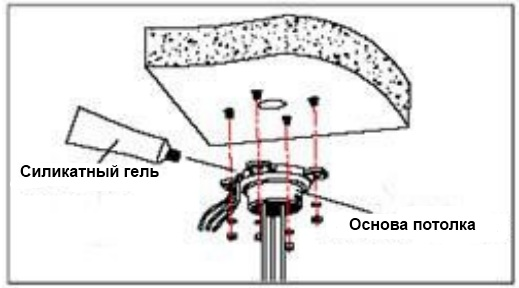 Силикатный гель
Основа потолка